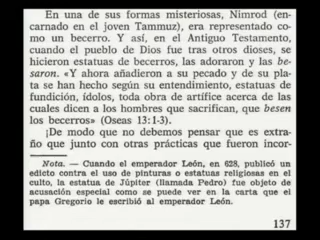 En una de sus formas misteriosas, Nimrod (en-
carnado en el joven Tammuz), era representado co-
mo un becerro. Y así, en el Antiguo Testamento,
cuando el pueblo de Dios fue tras otros dioses, se
hicieron estatuas de becerros, las adoraron y las be-
saron. «Y ahora añadieron a su pecado y de su pla-
ta se han hecho según su entendimiento, estatuas de
fundición, ídolos, toda obra de artífice acerca de las
cuales dicen a los hombres que sacrifican, que besen
los becerros» (Oseas 13:1-3).
¡De modo que no debemos pensar que es extra-
ño que junto con otras prácticas que fueron incor-
Nota. — Cuando el emperador León, en 628, publicó un
edicto contra el uso de pinturas o estatuas religiosas en el
culto, la estatua de Júpiter (llamada Pedro) fue objeto de
acusación especial como se puede ver en la carta que el
papa Gregorio le escribió al emperador León.
137